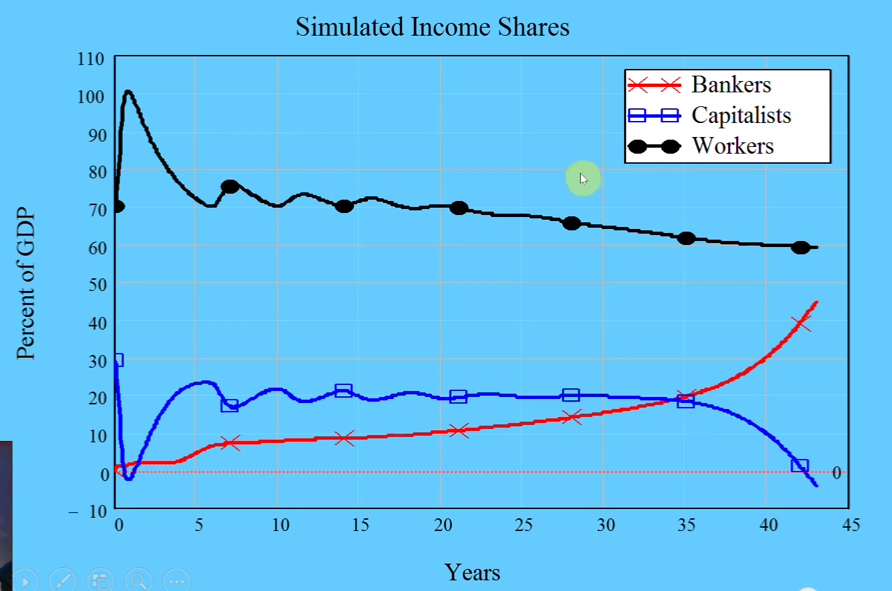 Simulated Income Shares
110
100
90
80
70
60
50
40
30
20
10
0
– 10
Percent of GDP
Bankers
Capitalists
Workers
0
0 5 10 15 20 25 30 35 40 45
Years